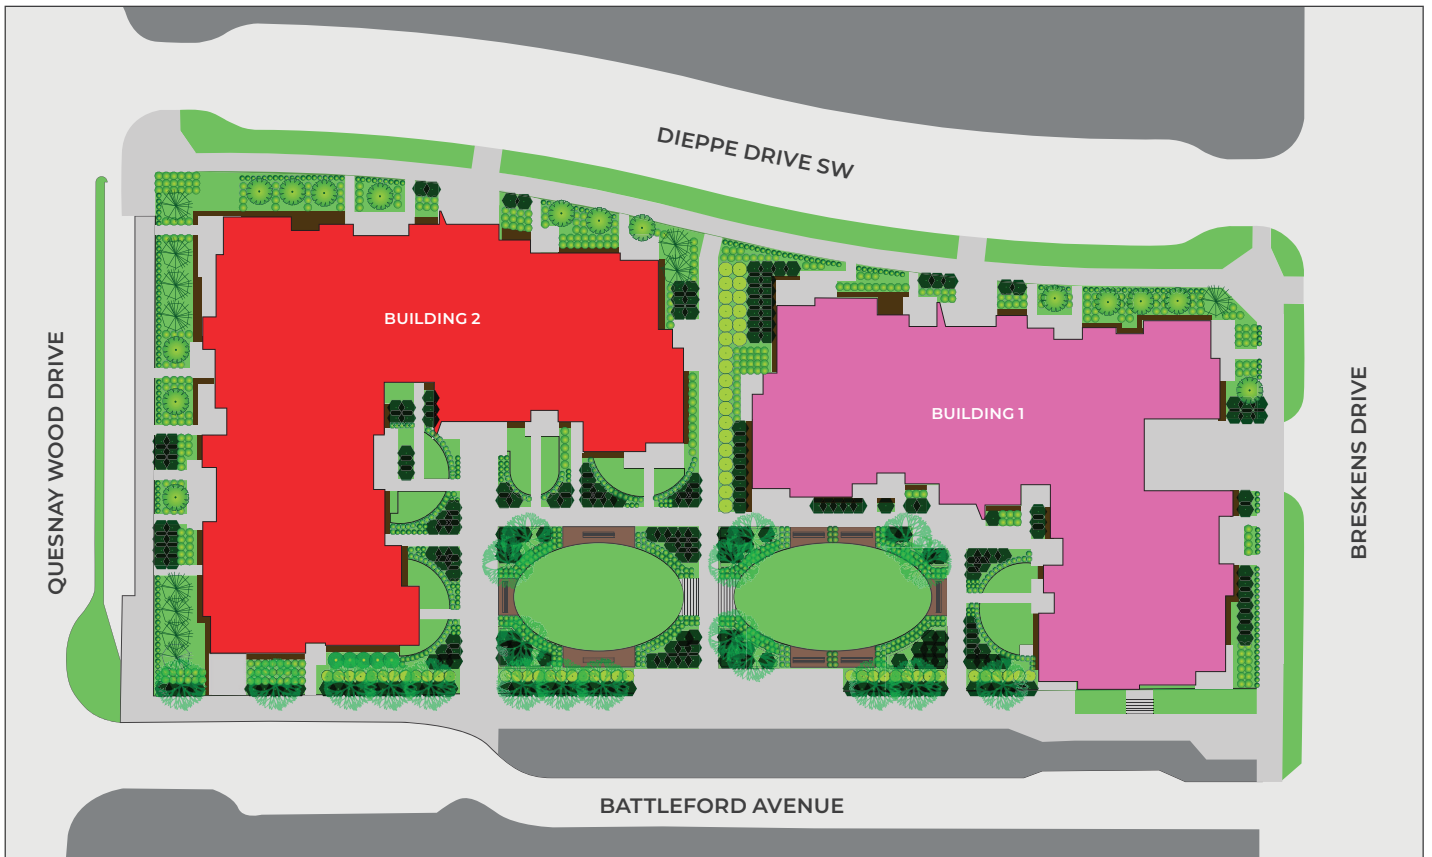 DIEPPE DRIVE SW
BUILDING 2
BUILDING 1
QUESNAY WOOD DRIVE
BRESKENS DRIVE
BATTLEFORD AVENUE